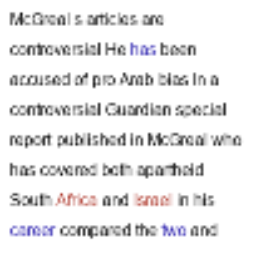 McGreal s articles are
controversial He has been
accused of pro Arab bias In a
controversial Guardian special
report published in McGreal who
has covered both apartheid
South Africa and Israel in his
career compared the two and